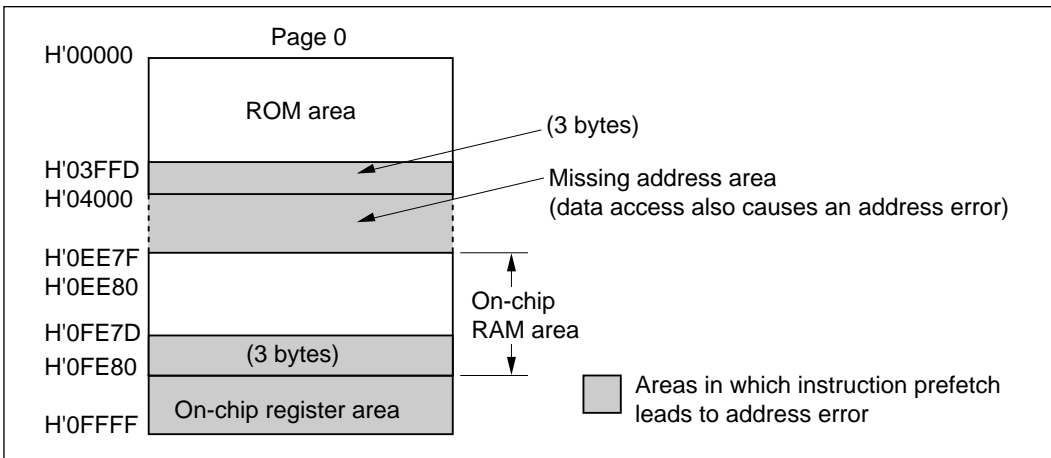 Page 0
H'00000
ROM area
(3 bytes)
H'03FFD
H'04000
Missing address area
(data access also causes an address error)
H'0EE7F
H'0EE80
On-chip
RAM area
H'0FE7D
(3 bytes)
H'0FE80
On-chip register area
H'0FFFF
Areas in which instruction prefetch
leads to address error